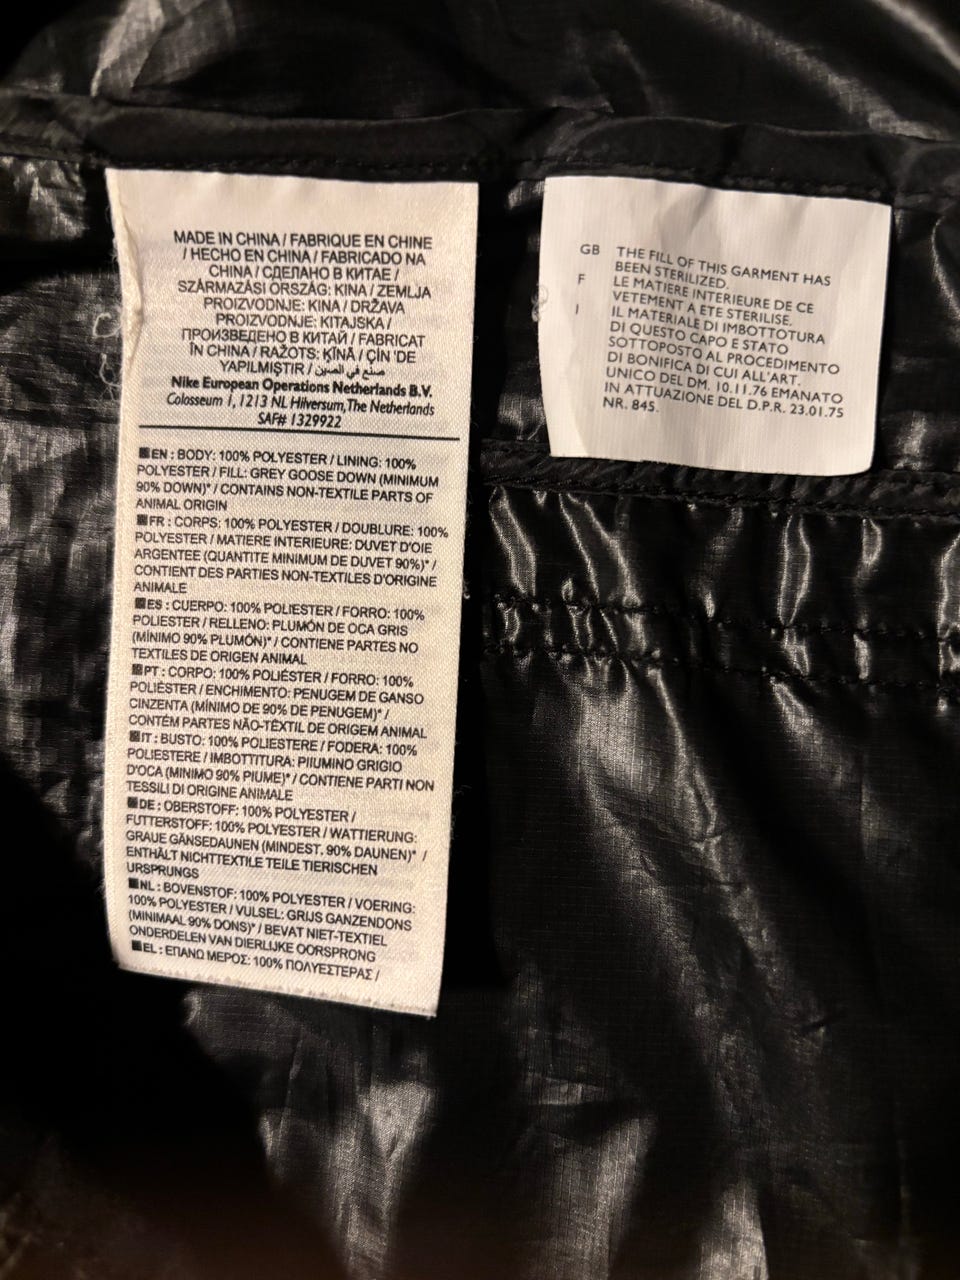 MADE IN CHINA / FABRIQUE EN CHINE
/ HECHO EN CHINA / FABRICADO NA
CHINA / СДЕЛАНО В КИТАЕ /
SZÁRMAZÁSI ORSZÁG: KINA / ZEMLJA
PROIZVODNJE: KINA / DRŽAVA
PROIZVODNJE: KITAJSKA /
ПРОИЗВЕДЕНО В КИТАЙ / FABRICAT
ÎN CHINA / RAŽOTS: ĶĪNĀ / ÇIN 'DE
YAPILMIŞTIR / صنع في الصين
Nike European Operations Netherlands B.V.
Colosseum 1, 1213 NL Hilversum, The Netherlands
SAF# 1329922
EN : BODY: 100% POLYESTER / LINING: 100%
POLYESTER / FILL: GREY GOOSE DOWN (MINIMUM
90% DOWN)* / CONTAINS NON-TEXTILE PARTS OF
ANIMAL ORIGIN
FR : CORPS: 100% POLYESTER / DOUBLURE: 100%
POLYESTER / MATIERE INTERIEURE: DUVET D'OIE
ARGENTEE (QUANTITE MINIMUM DE DUVET 90%)* /
CONTIENT DES PARTIES NON-TEXTILES D'ORIGINE
ANIMALE
ES : CUERPO: 100% POLIESTER / FORRO: 100%
POLIESTER / RELLENO: PLUMÓN DE OCA GRIS
(MÍNIMO 90% PLUMÓN)* / CONTIENE PARTES NO
TEXTILES DE ORIGEN ANIMAL
PT : CORPO: 100% POLIÉSTER / FORRO: 100%
POLIÉSTER / ENCHIMENTO: PENUGEM DE GANSO
CINZENTA (MÍNIMO DE 90% DE PENUGEM)* /
CONTÉM PARTES NÃO-TÊXTIL DE ORIGEM ANIMAL
IT : BUSTO: 100% POLIESTERE / FODERA: 100%
POLIESTERE / IMBOTTITURA: PIIUMINO GRIGIO
D'OCA (MINIMO 90% PIUME)* / CONTIENE PARTI NON
TESSILI DI ORIGINE ANIMALE
DE : OBERSTOFF: 100% POLYESTER /
FUTTERSTOFF: 100% POLYESTER / WATTIERUNG:
GRAUE GÄNSEDAUNEN (MINDEST. 90% DAUNEN)* /
ENTHÄLT NICHTTEXTILE TEILE TIERISCHEN
URSPRUNGS
NL : BOVENSTOF: 100% POLYESTER / VOERING:
100% POLYESTER / VULSEL: GRIJS GANZENDONS
(MINIMAAL 90% DONS)* / BEVAT NIET-TEXTIEL
ONDERDELEN VAN DIERLIJKE OORSPRONG
EL : ΕΠΑΝΩ ΜΕΡΟΣ: 100% ΠΟΛΥΕΣΤΕΡΑΣ /
GB THE FILL OF THIS GARMENT HAS
BEEN STERILIZED.
F LE MATIERE INTERIEURE DE CE
VETEMENT A ETE STERILISE.
I IL MATERIALE DI IMBOTTOTURA
DI QUESTO CAPO E STATO
SOTTOPOSTO AL PROCEDIMENTO
DI BONIFICA DI CUI ALL'ART.
UNICO DEL DM. 10.11.76 EMANATO
IN ATTUAZIONE DEL D.P.R. 23.01.75
NR. 845.